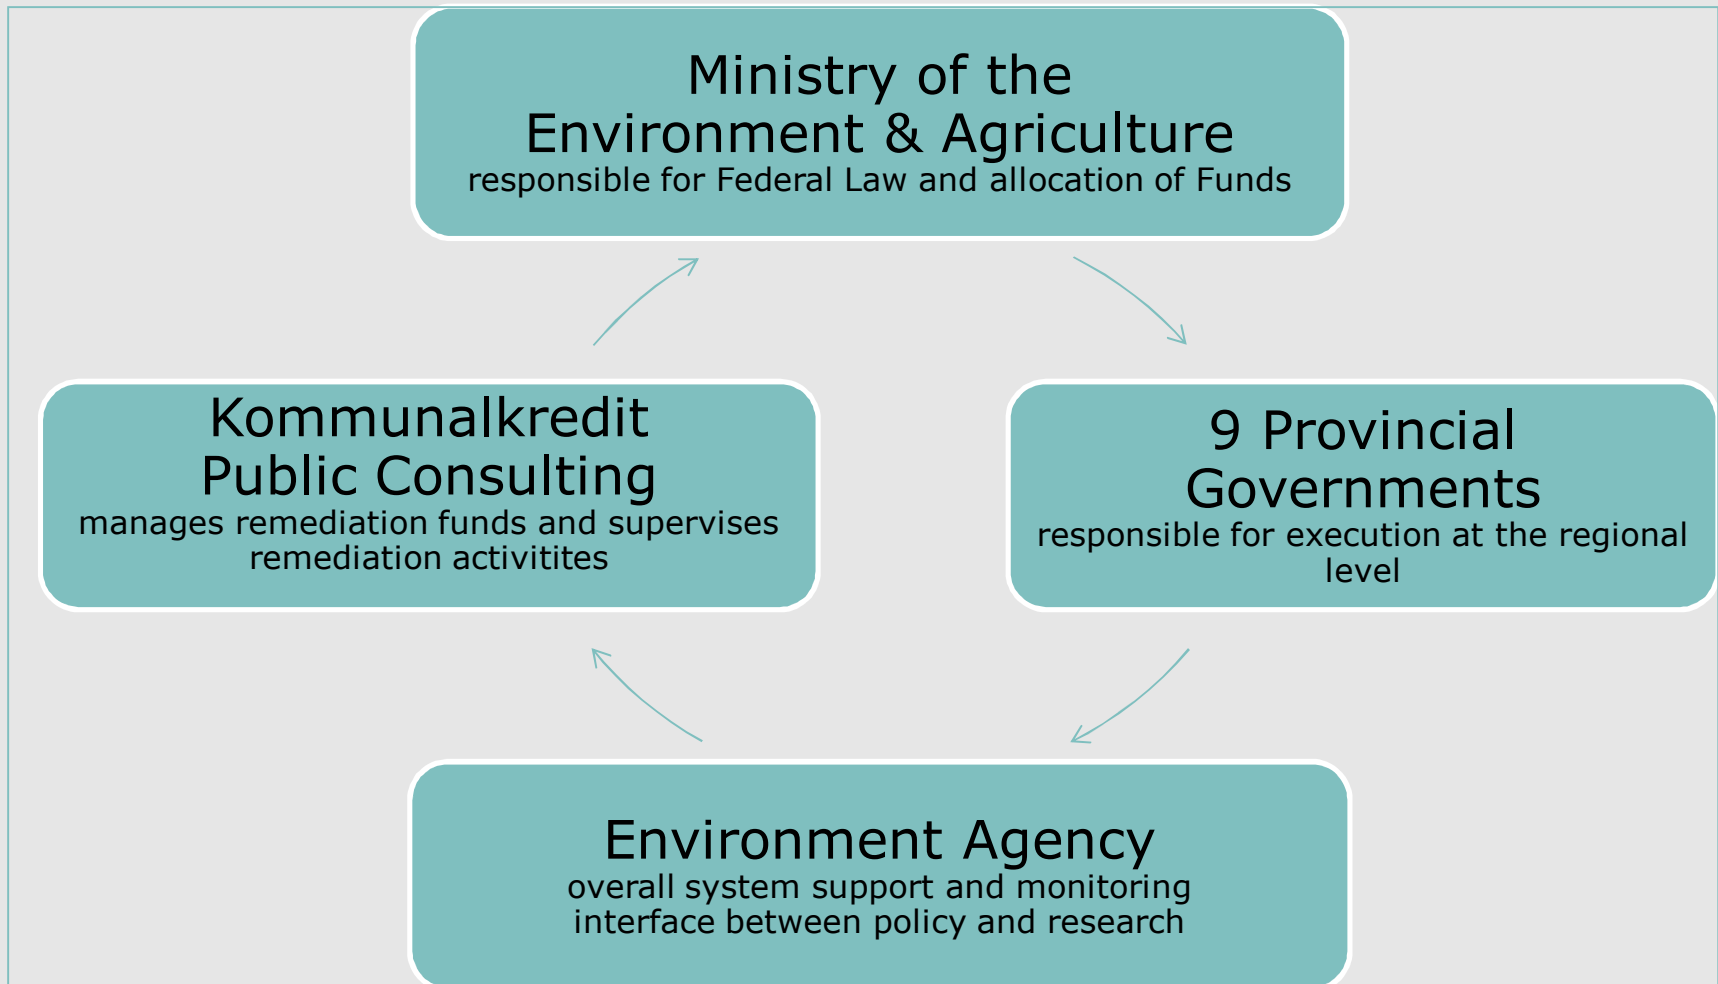 Ministry of the
Environment & Agriculture
responsible for Federal Law and allocation of Funds
Kommunalkredit
Public Consulting
manages remediation funds and supervises
remediation activitites
9 Provincial
Governments
responsible for execution at the regional
level
Environment Agency
overall system support and monitoring
interface between policy and research